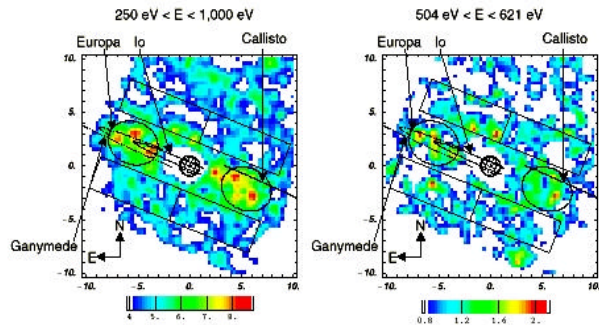 250 eV < E < 1,000 eV
504 eV < E < 621 eV
Europa Io Callisto
Europa Io Callisto
10.
5.
0.
-5.
-10.
10.
5.
0.
-5.
-10.
Ganymede
N
E
Ganymede
N
E
-10. -5. 0. 5. 10.
-10. -5. 0. 5. 10.
4 5. 6. 7. 8.
0.8 1.2 1.6 2.